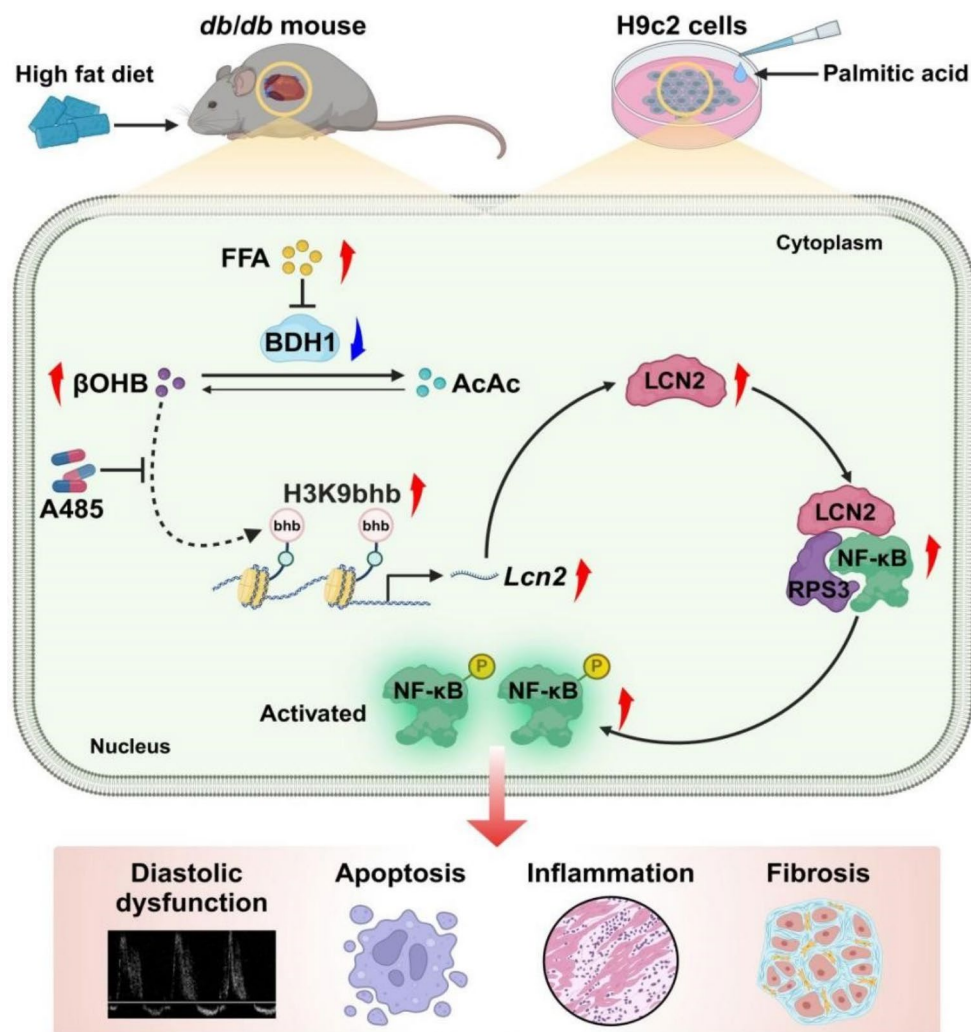 db/db mouse
H9c2 cells
High fat diet
Palmitic acid
Cytoplasm
FFA
BDH1
βOHB
AcAc
LCN2
A485
H3K9bhb
bhb
bhb
Lcn2
LCN2
NF-κB
RPS3
P
P
NF-κB
NF-κB
Activated
Nucleus
Diastolic
dysfunction
Apoptosis
Inflammation
Fibrosis